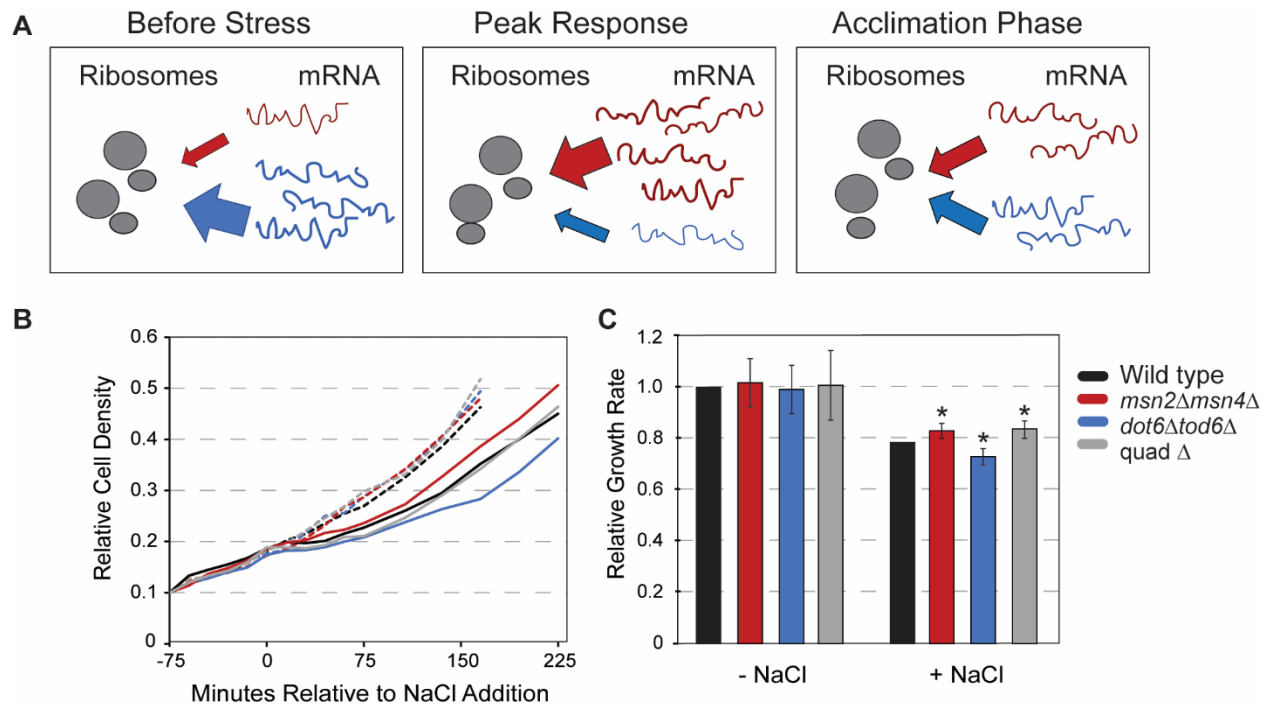 A
Before Stress
Peak Response
Acclimation Phase
Ribosomes mRNA
Ribosomes mRNA
Ribosomes mRNA
B
Relative Cell Density
0.6
0.5
0.4
0.3
0.2
0.1
0
-75 0 75 150 225
Minutes Relative to NaCl Addition
C
Relative Growth Rate
1.2
1.0
0.8
0.6
0.4
0.2
0
* * *
- NaCl + NaCl
Wild type
msn2Δmsn4Δ
dot6Δtod6Δ
quad Δ